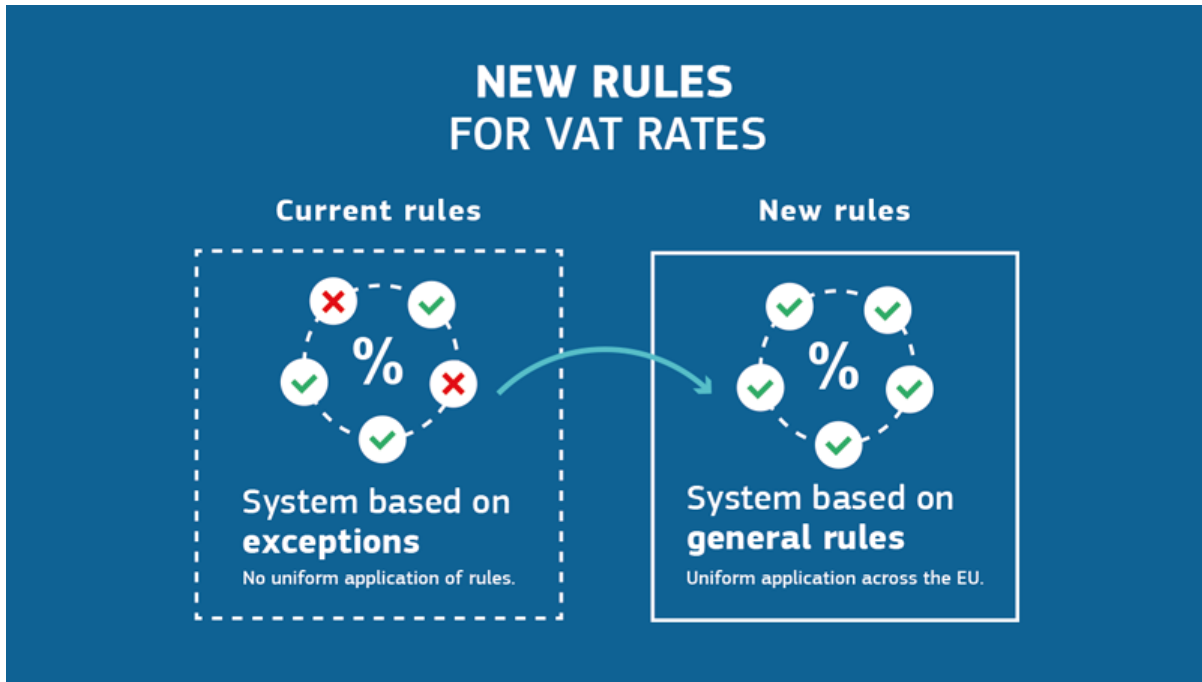 NEW RULES
FOR VAT RATES
Current rules
%
System based on
exceptions
No uniform application of rules.
New rules
%
System based on
general rules
Uniform application across the EU.